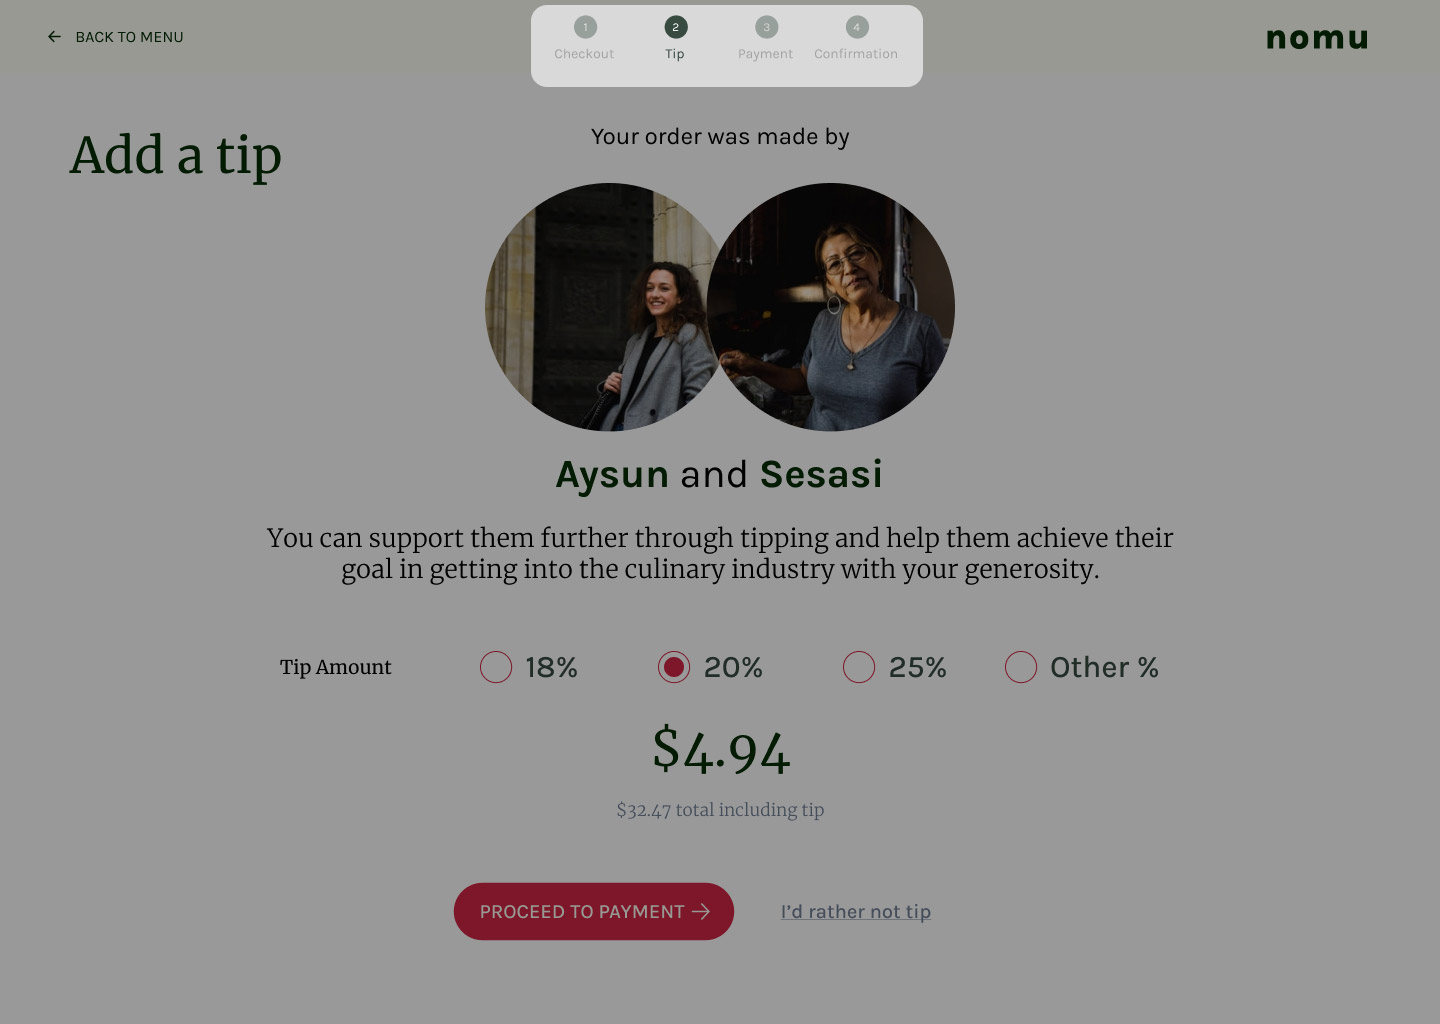 BACK TO MENU
1 2 3 4
Checkout Tip Payment Confirmation
nomu
Add a tip
Your order was made by
Aysun and Sesasi
You can support them further through tipping and help them achieve their
goal in getting into the culinary industry with your generosity.
Tip Amount 18% 20% 25% Other %
$4.94
$32.47 total including tip
PROCEED TO PAYMENT →
I’d rather not tip